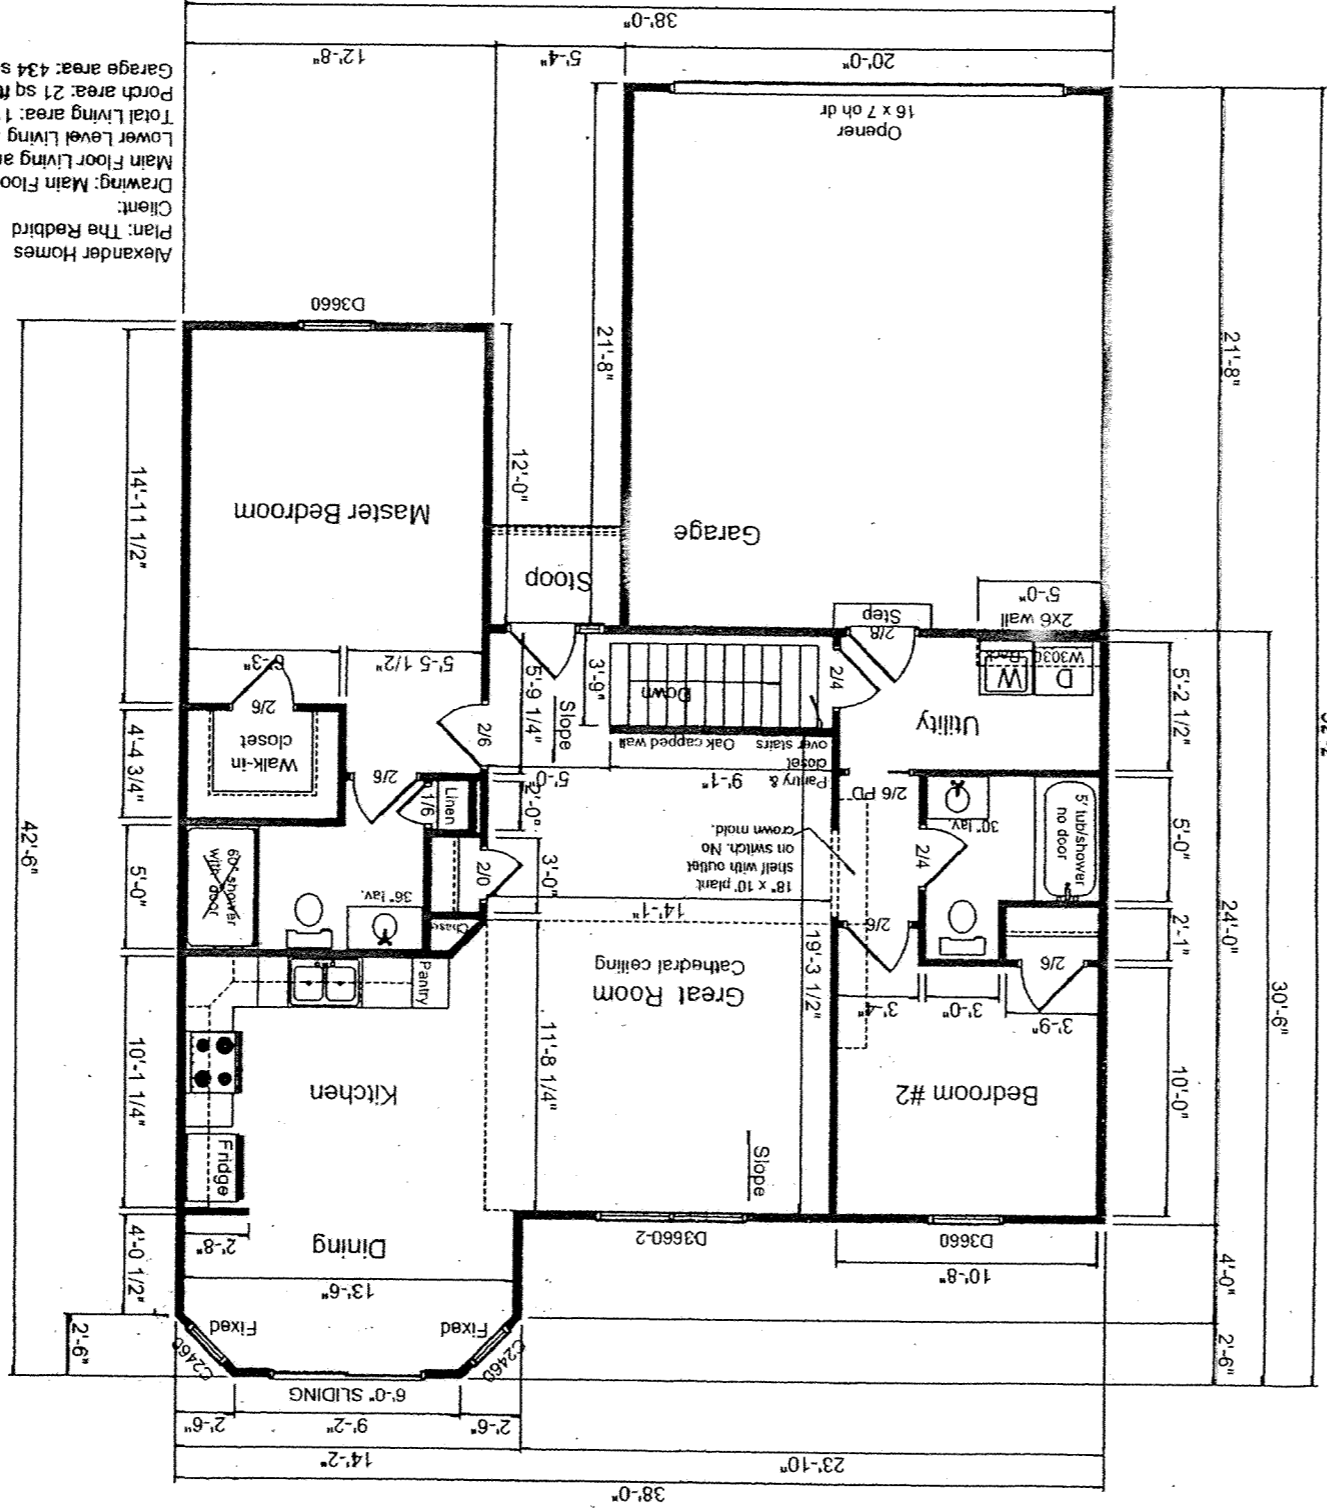 38'-0"
23'-10"
14'-2"
2'-6"
9'-2"
2'-6"
6'-0" SLIDING
C2460
C2460
Fixed
Fixed
2'-6"
2'-6"
13'-6"
4'-0"
4'-0 1/2"
10'-8"
D3660
D3660-2
Dining
2'-8"
Slope
Fridge
Bedroom #2
Kitchen
10'-0"
11'-8 1/4"
10'-1 1/4"
30'-6"
3'-9"
3'-0"
3'-4"
Great Room
Cathedral ceiling
19'-3 1/2"
Pantry
2/6
2/6
14'-1"
Chase
24'-0"
2'-1"
36" lav.
5' tub/shower
no door
2/4
18" x 10' plant
shelf with outlet
on switch. No
crown mold.
2/0
3'-0"
60" shower
with door
5'-0"
5'-0"
30" lav.
2/6 PD
Linen
1/6
2'-0"
42'-6"
Pantry &
closet
over stairs
9'-1"
5'-0"
2/6
Oak capped wall
Slope
5'-9 1/4"
2/6
Walk-in
closet
4'-4 3/4"
Utility
5'-2 1/2"
Down
3'-9"
2/4
2/6
5'-5 1/2"
6'-3"
D
W
W3030
2/8
Step
2x6 wall
5'-0"
Stoop
Garage
Master Bedroom
12'-0"
14'-11 1/2"
21'-8"
21'-8"
D3660
Opener
16 x 7 oh dr
20'-0"
5'-4"
12'-8"
38'-0"
Alexander Homes
Plan: The Redbird
Client:
Drawing: Main Floo
Main Floor Living ar
Lower Level Living
Total Living area: 1
Porch area: 21 sq ft
Garage area: 434 s